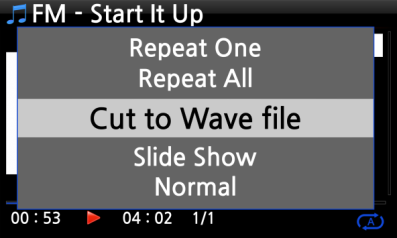 FM - Start It Up
Repeat One
Repeat All
Cut to Wave file
Slide Show
Normal
00 : 53 04 : 02 1/1
A